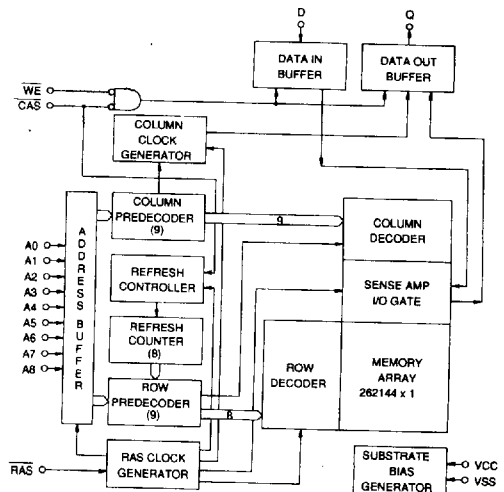 D
Q
DATA IN
BUFFER
DATA OUT
BUFFER
WE
CAS
COLUMN
CLOCK
GENERATOR
COLUMN
PREDECODER
(9)
9
COLUMN
DECODER
ADDRESS BUFFER
A0
A1
A2
A3
A4
A5
A6
A7
A8
REFRESH
CONTROLLER
SENSE AMP
I/O GATE
REFRESH
COUNTER
(8)
ROW
DECODER
MEMORY
ARRAY
262144 x 1
ROW
PREDECODER
(9)
8
RAS
RAS CLOCK
GENERATOR
SUBSTRATE
BIAS
GENERATOR
VCC
VSS